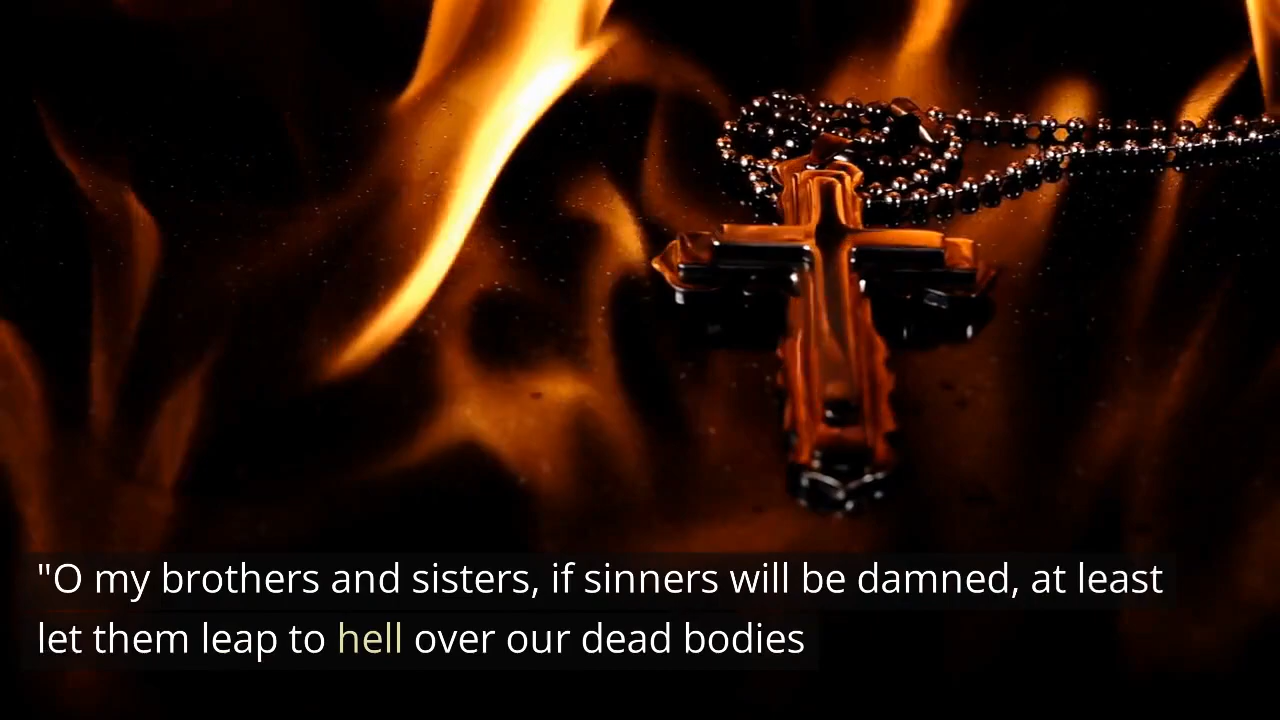 "O my brothers and sisters, if sinners will be damned, at least
let them leap to hell over our dead bodies